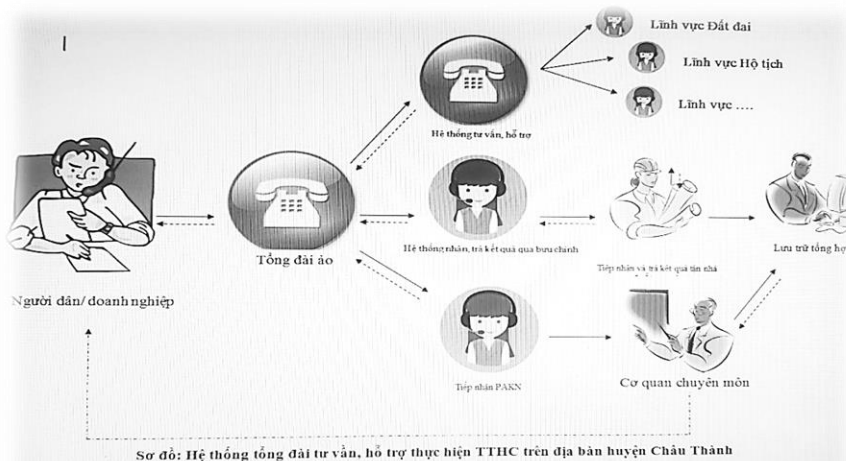 Lĩnh vực Đất đai
Lĩnh vực Hộ tịch
Lĩnh vực ....
Hệ thống tư vấn, hỗ trợ
Hệ thống nhận, trả kết quả qua bưu chánh
Tổng đài ảo
Tiếp nhận và trả kết quả tân nhà
Lưu trữ tổng hợ
Người dân/ doanh nghiệp
Tiếp nhận PAKN
Cơ quan chuyên môn
Sơ đồ: Hệ thống tổng đài tư vấn, hỗ trợ thực hiện TTHC trên địa bàn huyện Châu Thành